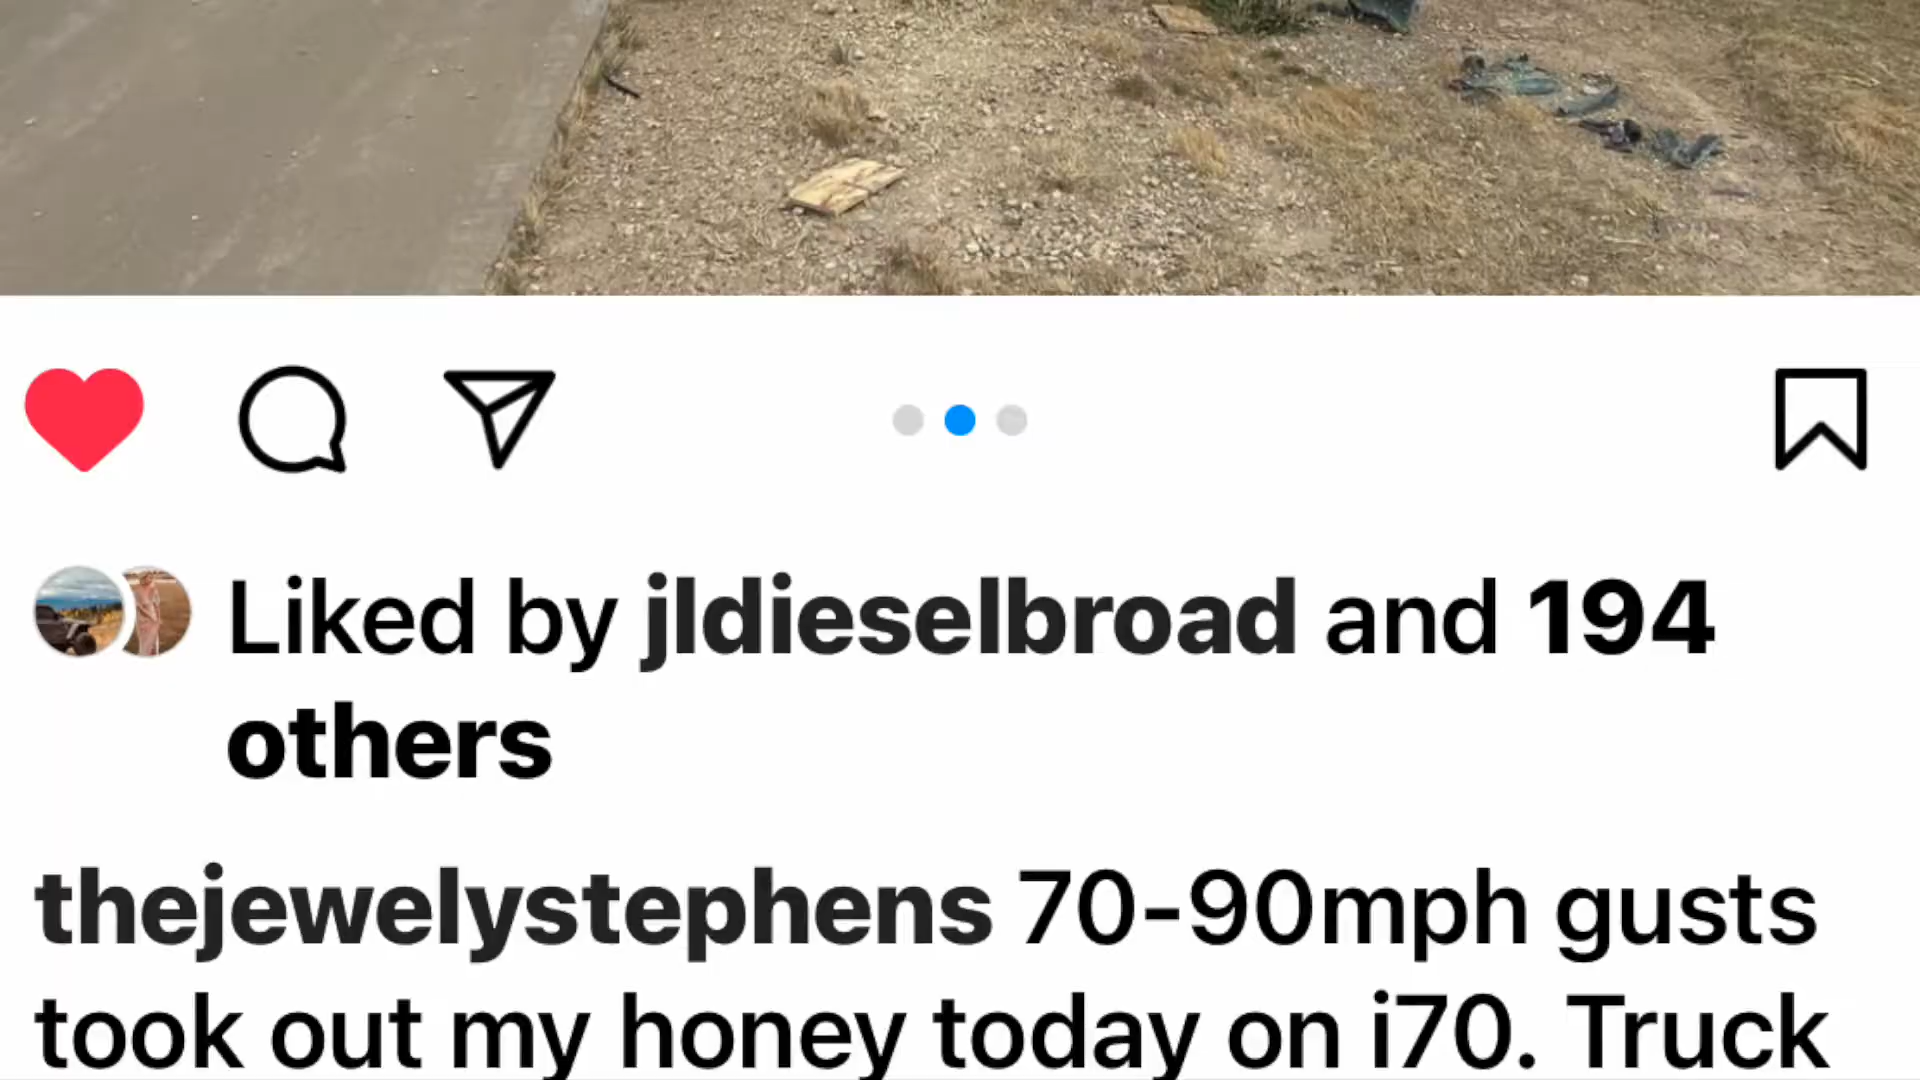 Liked by jldieselbroad and 194
others
thejewelystephens 70-90mph gusts
took out my honey today on i70. Truck